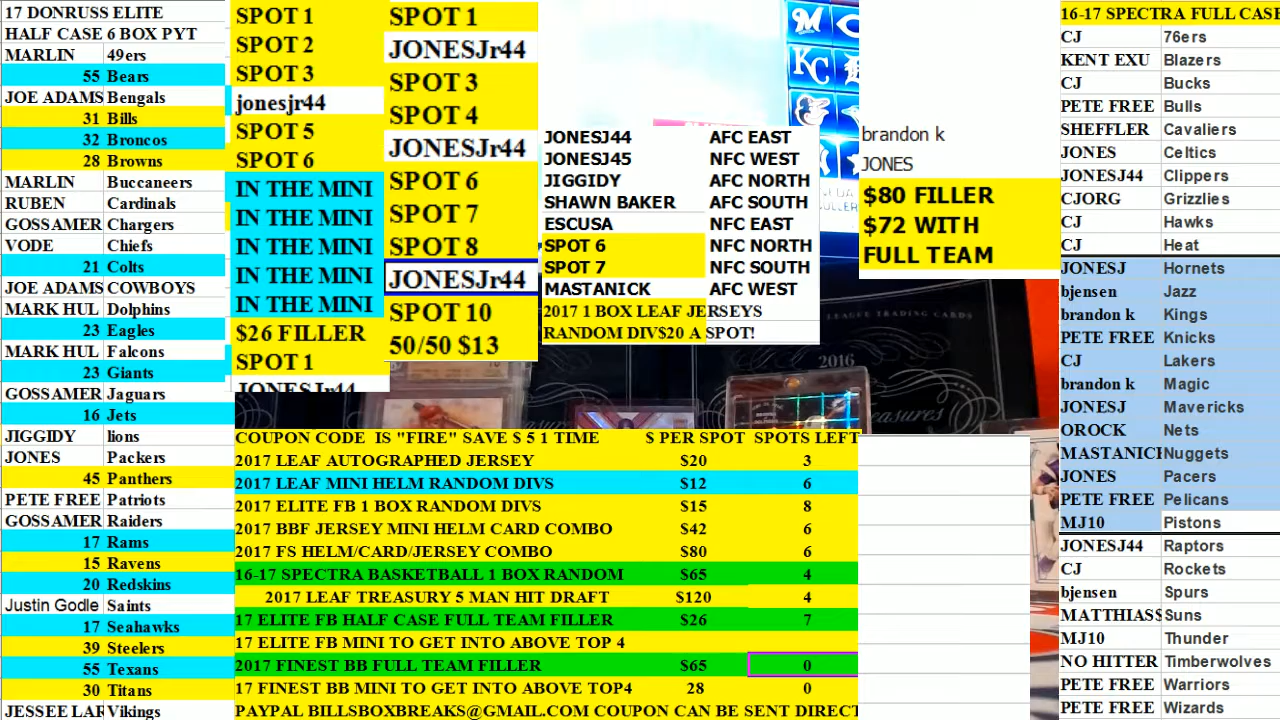 17 DONRUSS ELITE
HALF CASE 6 BOX PYT
MARLIN 49ers
55 Bears
JOE ADAMS Bengals
31 Bills
32 Broncos
28 Browns
MARLIN Buccaneers
RUBEN Cardinals
GOSSAMER Chargers
VODE Chiefs
21 Colts
JOE ADAMS COWBOYS
MARK HUL Dolphins
23 Eagles
MARK HUL Falcons
23 Giants
GOSSAMER Jaguars
16 Jets
JIGGIDY lions
JONES Packers
45 Panthers
PETE FREE Patriots
GOSSAMER Raiders
17 Rams
15 Ravens
20 Redskins
Justin Godle Saints
17 Seahawks
39 Steelers
55 Texans
30 Titans
JESSEE LAR Vikings
SPOT 1
SPOT 2
SPOT 3
jonesjr44
SPOT 5
SPOT 6
IN THE MINI
IN THE MINI
IN THE MINI
IN THE MINI
IN THE MINI
$26 FILLER
SPOT 1
JONESJr44
SPOT 1
JONESJr44
SPOT 3
SPOT 4
JONESJr44
SPOT 6
SPOT 7
SPOT 8
JONESJr44
SPOT 10
50/50 $13
KC
JONESJ44 AFC EAST
JONESJ45 NFC WEST
JIGGIDY AFC NORTH
SHAWN BAKER AFC SOUTH
ESCUSA NFC EAST
SPOT 6 NFC NORTH
SPOT 7 NFC SOUTH
MASTANICK AFC WEST
2017 1 BOX LEAF JERSEYS
RANDOM DIV$20 A SPOT!
brandon k
JONES
$80 FILLER
$72 WITH
FULL TEAM
LEAGUE TRADING CARDS
2016
easures
COUPON CODE IS "FIRE" SAVE $ 5 1 TIME $ PER SPOT SPOTS LEFT
2017 LEAF AUTOGRAPHED JERSEY $20 3
2017 LEAF MINI HELM RANDOM DIVS $12 6
2017 ELITE FB 1 BOX RANDOM DIVS $15 8
2017 BBF JERSEY MINI HELM CARD COMBO $42 6
2017 FS HELM/CARD/JERSEY COMBO $80 6
16-17 SPECTRA BASKETBALL 1 BOX RANDOM $65 4
2017 LEAF TREASURY 5 MAN HIT DRAFT $120 4
17 ELITE FB HALF CASE FULL TEAM FILLER $26 7
17 ELITE FB MINI TO GET INTO ABOVE TOP 4
2017 FINEST BB FULL TEAM FILLER $65 0
17 FINEST BB MINI TO GET INTO ABOVE TOP4 28 0
PAYPAL BILLSBOXBREAKS@GMAIL.COM COUPON CAN BE SENT DIRECT
16-17 SPECTRA FULL CASE
CJ 76ers
KENT EXU Blazers
CJ Bucks
PETE FREE Bulls
SHEFFLER Cavaliers
JONES Celtics
JONESJ44 Clippers
CJORG Grizzlies
CJ Hawks
CJ Heat
JONESJ Hornets
bjensen Jazz
brandon k Kings
PETE FREE Knicks
CJ Lakers
brandon k Magic
JONESJ Mavericks
OROCK Nets
MASTANICK Nuggets
JONES Pacers
PETE FREE Pelicans
MJ10 Pistons
JONESJ44 Raptors
CJ Rockets
bjensen Spurs
MATTHIAS$ Suns
MJ10 Thunder
NO HITTER Timberwolves
PETE FREE Warriors
PETE FREE Wizards